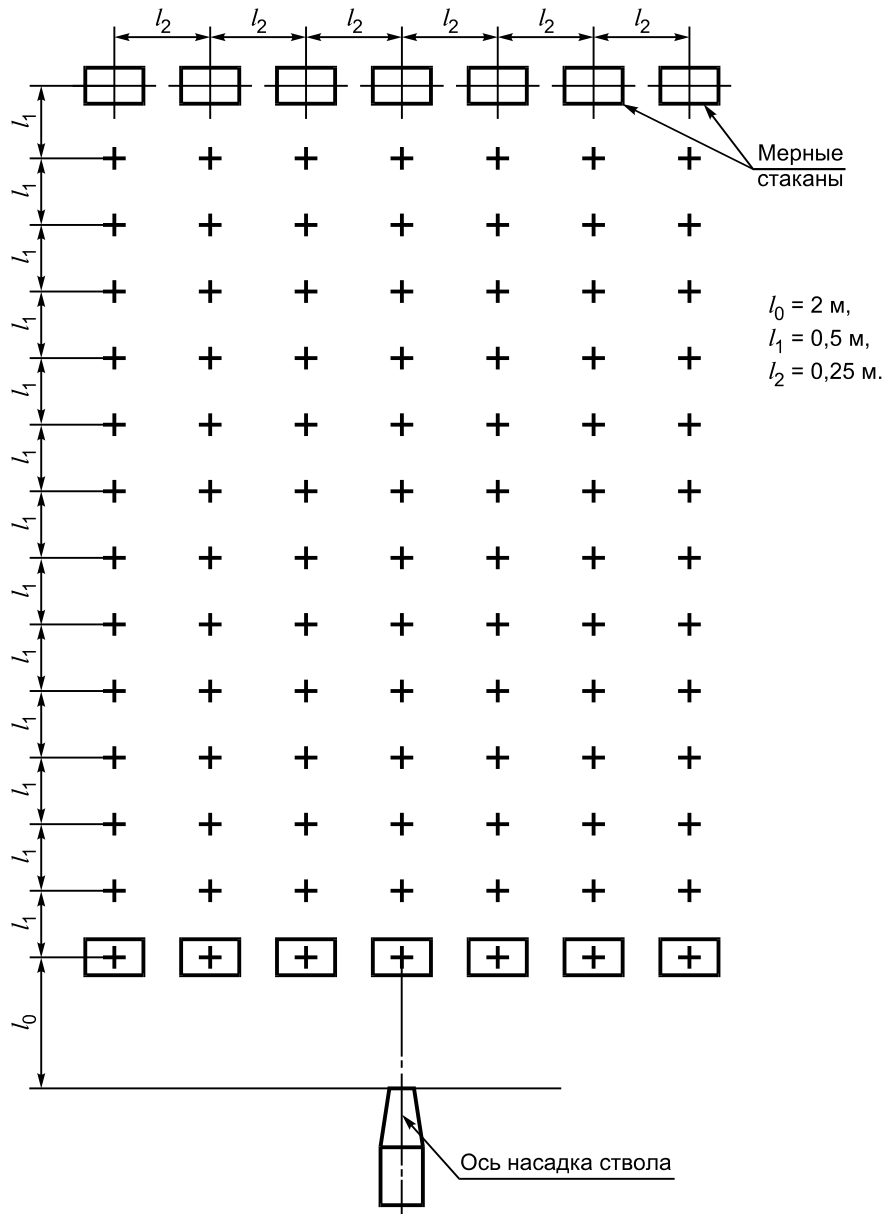 l2 l2 l2 l2 l2 l2
l1
Мерные
стаканы
l1
l1
l1
l0 = 2 м,
l1 = 0,5 м,
l2 = 0,25 м.
l1
l1
l1
l1
l1
l1
l1
l1
l1
l0
Ось насадка ствола